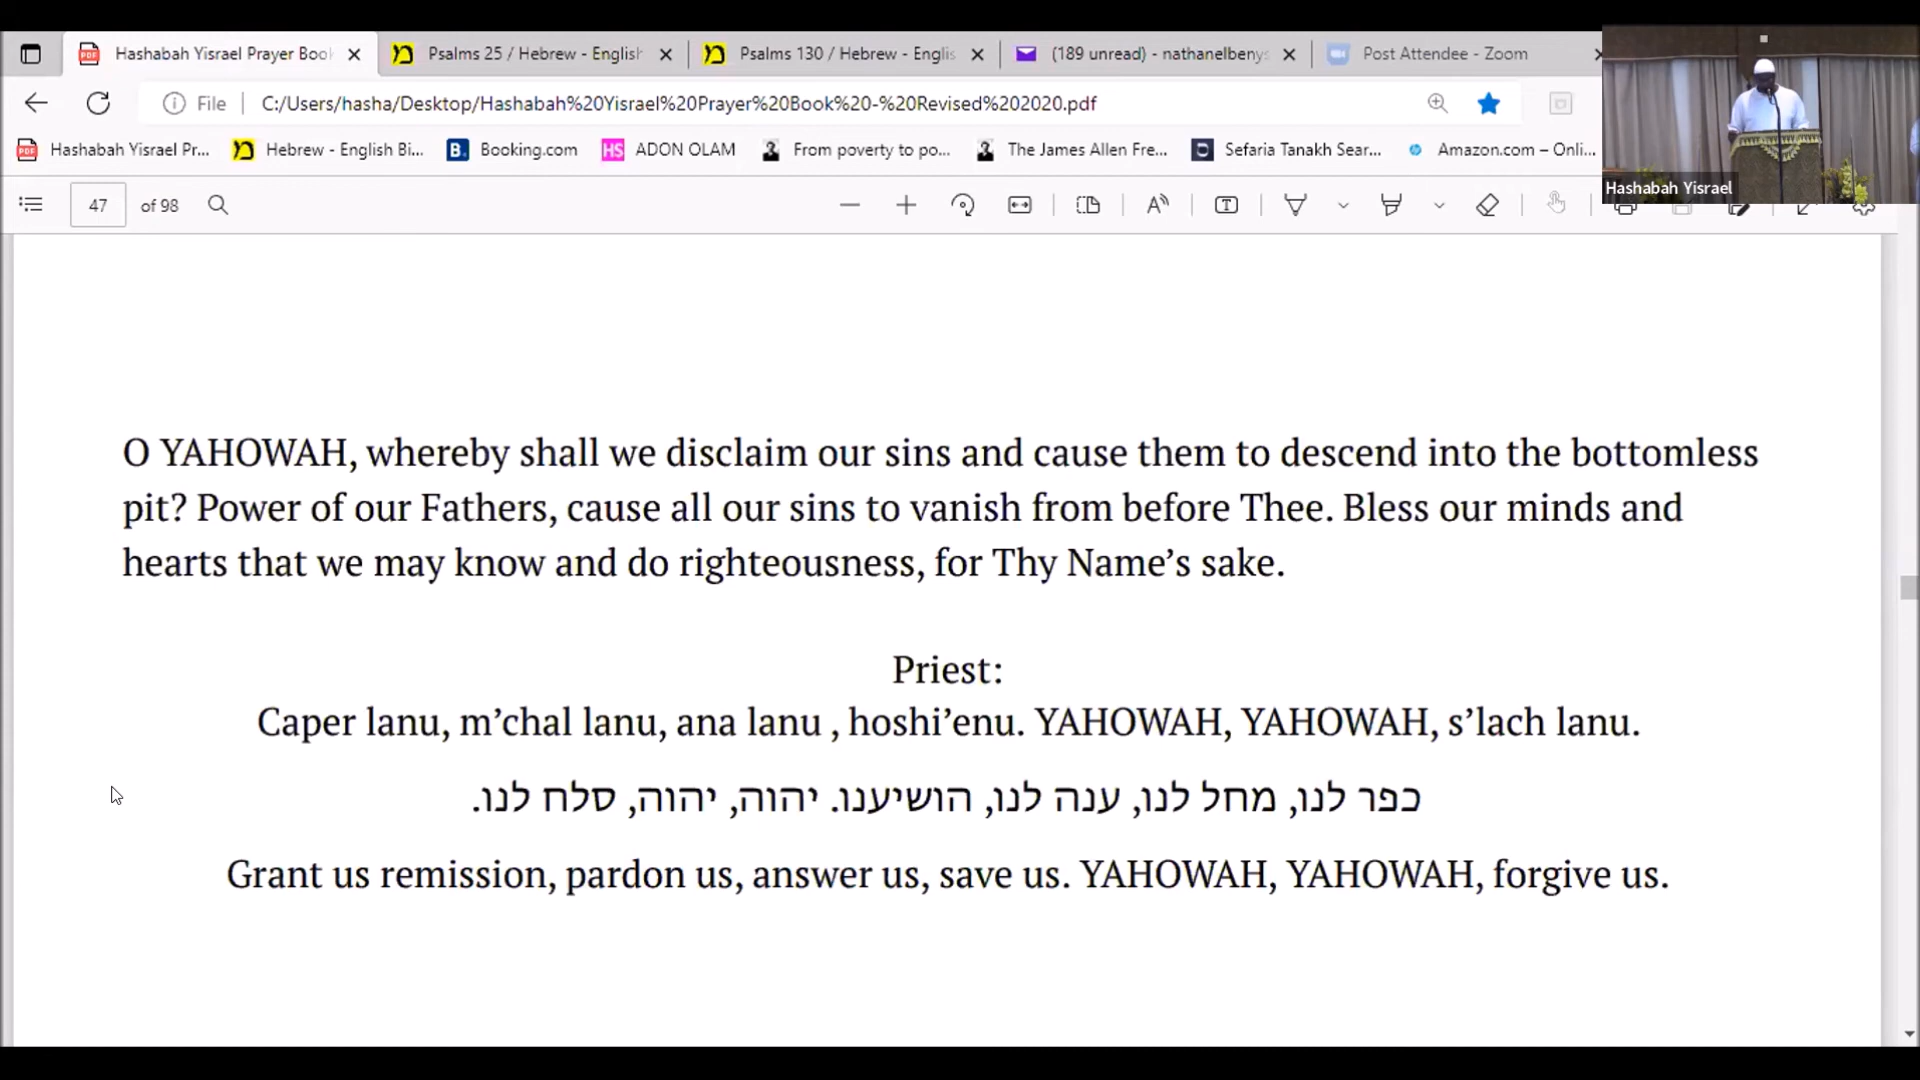 Hashabah Yisrael Prayer Boo
Psalms 25 / Hebrew - English
Psalms 130 / Hebrew - Englis
(189 unread) - nathanelbenys
Post Attendee - Zoom
File
C:/Users/hasha/Desktop/Hashabah%20Yisrael%20Prayer%20Book%20-%20Revised%202020.pdf
Hashabah Yisrael Pr...
Hebrew - English Bi...
B.
Booking.com
HS
ADON OLAM
From poverty to po...
The James Allen Fre...
Sefaria Tanakh Sear...
Amazon.com – Onli...
Hashabah Yisrael
47
of 98
O YAHOWAH, whereby shall we disclaim our sins and cause them to descend into the bottomless
pit? Power of our Fathers, cause all our sins to vanish from before Thee. Bless our minds and
hearts that we may know and do righteousness, for Thy Name’s sake.
Priest:
Caper lanu, m’chal lanu, ana lanu , hoshi’enu. YAHOWAH, YAHOWAH, s’lach lanu.
כפר לנו, מחל לנו, ענה לנו, הושיענו. יהוה, יהוה, סלח לנו.
Grant us remission, pardon us, answer us, save us. YAHOWAH, YAHOWAH, forgive us.